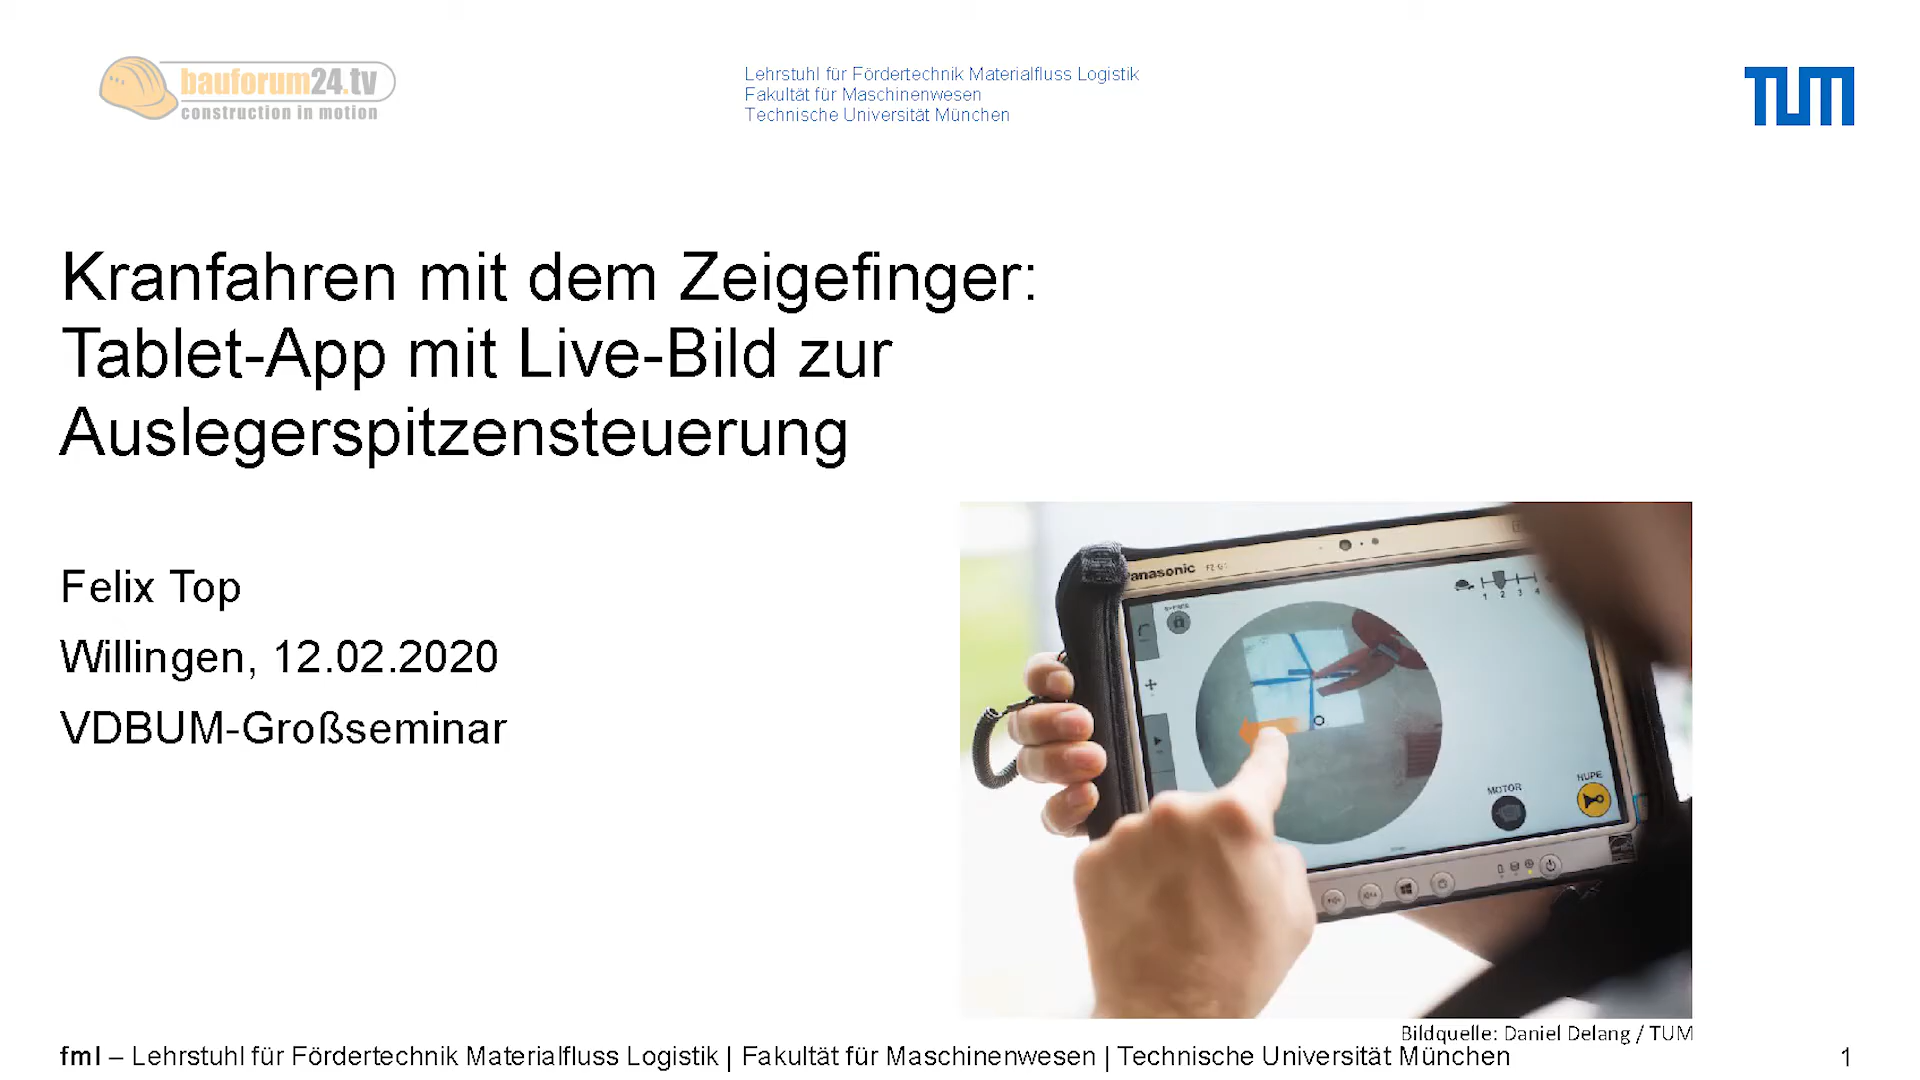 bauforum24.tv
construction in motion
Lehrstuhl für Fördertechnik Materialfluss Logistik
Fakultät für Maschinenwesen
Technische Universität München
TUM
Kranfahren mit dem Zeigefinger:
Tablet-App mit Live-Bild zur
Auslegerspitzensteuerung
Felix Top
Willingen, 12.02.2020
VDBUM-Großseminar
Panasonic
1 2 3 4
MOTOR
HUPE
Bildquelle: Daniel Delang / TUM
fml – Lehrstuhl für Fördertechnik Materialfluss Logistik | Fakultät für Maschinenwesen | Technische Universität München
1